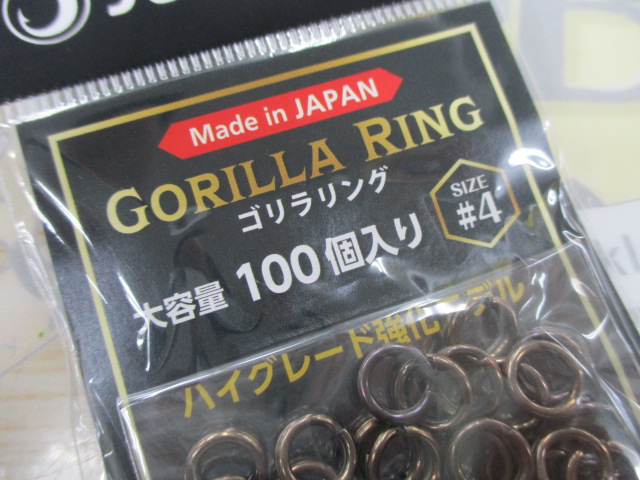 Made in JAPAN
GORILLA RING
ゴリラリング
SIZE
#4
大容量 100個入り
ハイグレード強化モデル